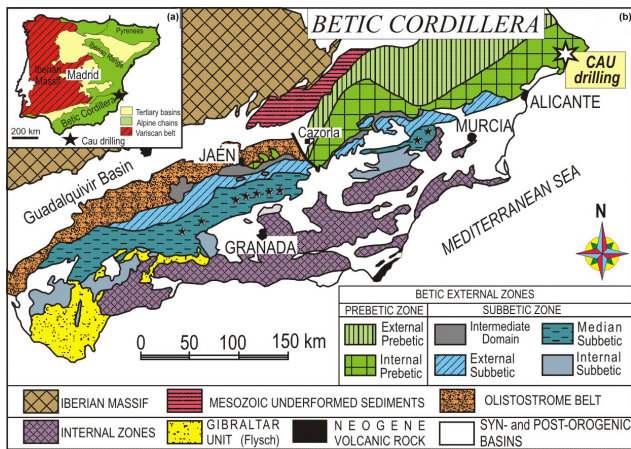 (a)
Pyrenees
Iberian Range
Iberian
Massif
Madrid
Betic Cordillera
200 km
Tertiary basins
Alpine chains
Variscan belt
Cau drilling
BETIC CORDILLERA
(b)
CAU
drilling
ALICANTE
MURCIA
Cazorla
JAÉN
Guadalquivir Basin
GRANADA
MEDITERRANEAN SEA
N
0 50 100 150 km
BETIC EXTERNAL ZONES
PREBETIC ZONE
SUBBETIC ZONE
External
Prebetic
Intermediate
Domain
Median
Subbetic
Internal
Prebetic
External
Subbetic
Internal
Subbetic
IBERIAN MASSIF
MESOZOIC UNDEFORMED SEDIMENTS
OLISTOSTROME BELT
INTERNAL ZONES
GIBRALTAR
UNIT (Flysch)
NEOGENE
VOLCANIC ROCK
SYN- and POST-OROGENIC
BASINS